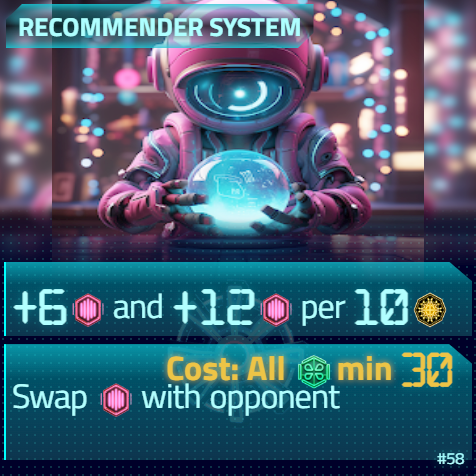 RECOMMENDER SYSTEM
+6 and +12 per 10
Cost: All min 30
Swap with opponent
#58